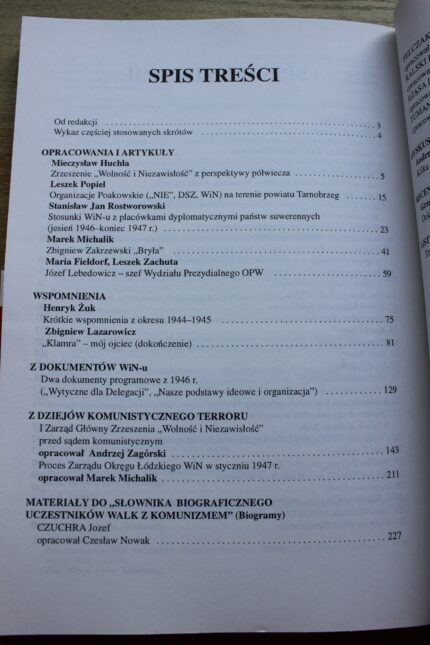 SPIS TREŚCI
Od redakcji 3
Wykaz częściej stosowanych skrótów 4
OPRACOWANIA I ARTYKUŁY
Mieczysław Huchla
Zrzeszenie „Wolność i Niezawisłość” z perspektywy półwiecza 5
Leszek Popiel
Organizacje Poakowskie („NIE”, DSZ, WiN) na terenie powiatu Tarnobrzeg 15
Stanisław Jan Rostworowski
Stosunki WiN-u z placówkami dyplomatycznymi państw suwerennych
(jesień 1946–koniec 1947 r.) 23
Marek Michalik
Zbigniew Zakrzewski „Bryła” 41
Maria Fieldorf, Leszek Zachuta
Józef Lebedowicz – szef Wydziału Prezydialnego OPW 59
WSPOMNIENIA
Henryk Żuk
Krótkie wspomnienia z okresu 1944–1945 75
Zbigniew Lazarowicz
„Klamra” – mój ojciec (dokończenie) 81
Z DOKUMENTÓW WiN-u
Dwa dokumenty programowe z 1946 r.
(„Wytyczne dla Delegacji”, „Nasze podstawy ideowe i organizacja”) 129
Z DZIEJÓW KOMUNISTYCZNEGO TERRORU
I Zarząd Główny Zrzeszenia „Wolność i Niezawisłość”
przed sądem komunistycznym
opracował Andrzej Zagórski 143
Proces Zarządu Okręgu Łódzkiego WiN w styczniu 1947 r.
opracował Marek Michalik 211
MATERIAŁY DO „SŁOWNIKA BIOGRAFICZNEGO
UCZESTNIKÓW WALK Z KOMUNIZMEM” (Biogramy)
CZUCHRA Józef
opracował Czesław Nowak 227